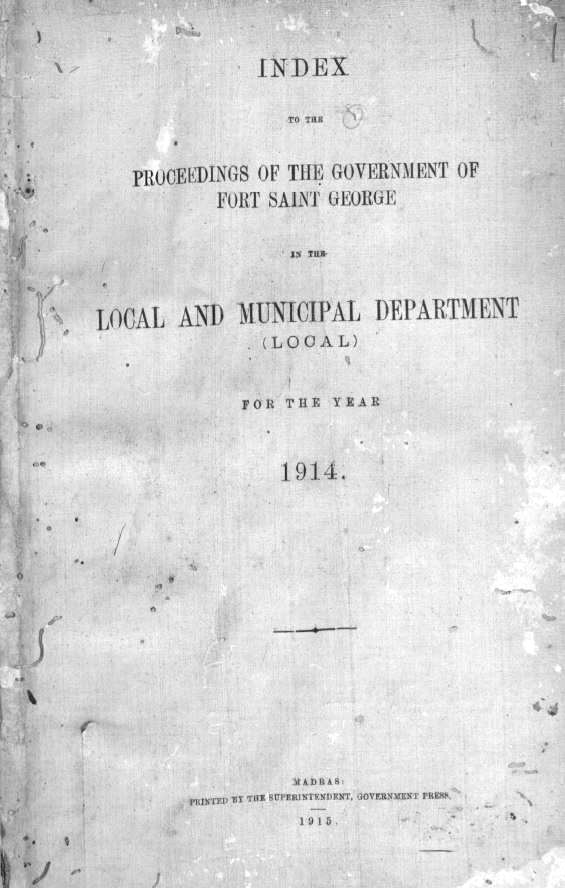 INDEX
TO THE
PROCEEDINGS OF THE GOVERNMENT OF
FORT SAINT GEORGE
IN THE
LOCAL AND MUNICIPAL DEPARTMENT
(LOCAL)
FOR THE YEAR
1914.
MADRAS:
PRINTED BY THE SUPERINTENDENT, GOVERNMENT PRESS.
1915.